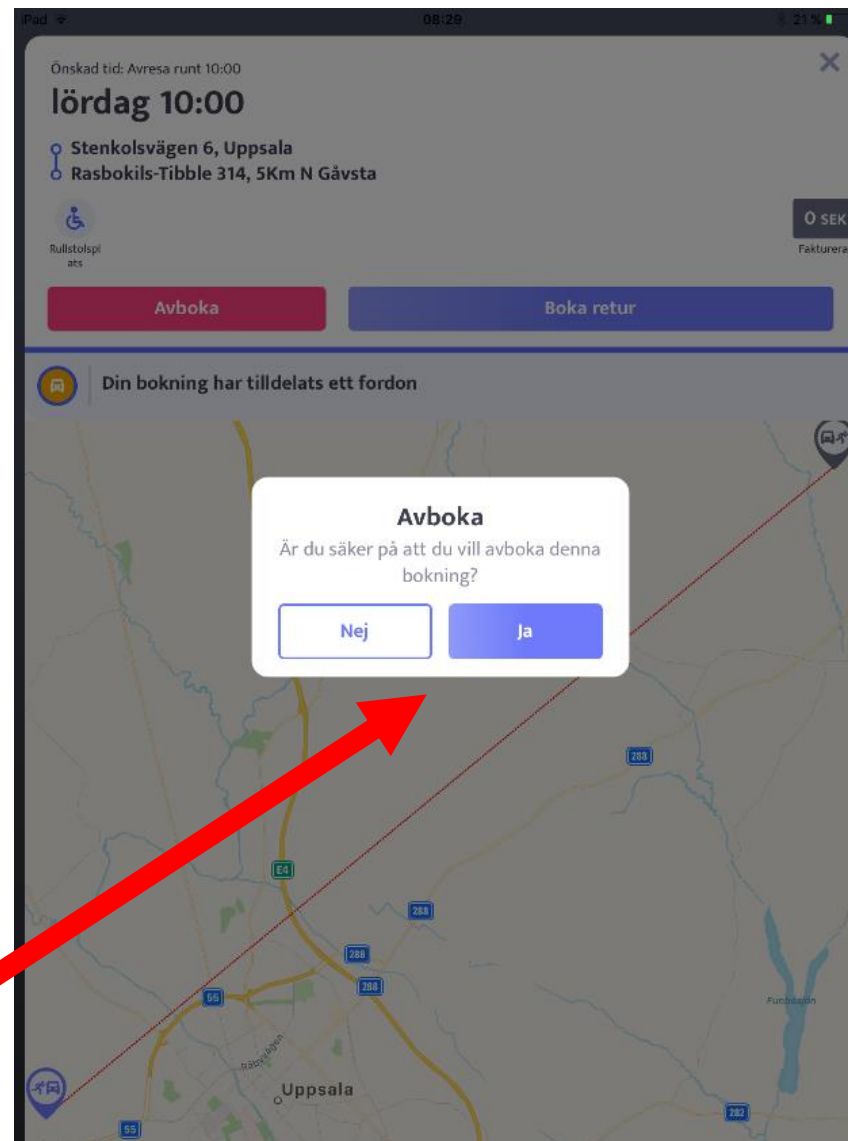 iPad 08:29 21 %
Önskad tid: Avresa runt 10:00
lördag 10:00
Stenkolsvägen 6, Uppsala
Rasbokils-Tibble 314, 5Km N Gåvsta
Rullstolspl
ats
0 SEK
Fakturera
Avboka Boka retur
Din bokning har tilldelats ett fordon
Avboka
Är du säker på att du vill avboka denna
bokning?
Nej Ja
288
E4
288
288
288
55
Råbyvägen
Uppsala
55
282